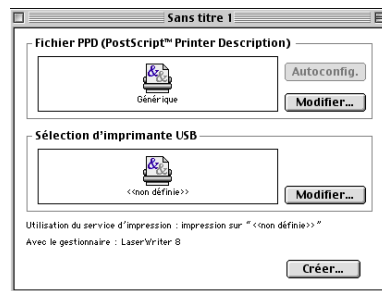 Sans titre 1
Fichier PPD (PostScript™ Printer Description)
Générique
Autoconfig.
Modifier...
Sélection d'imprimante USB
<<non définie>>
Modifier...
Utilisation du service d'impression : impression sur "<<non définie>>"
Avec le gestionnaire : LaserWriter 8
Créer...